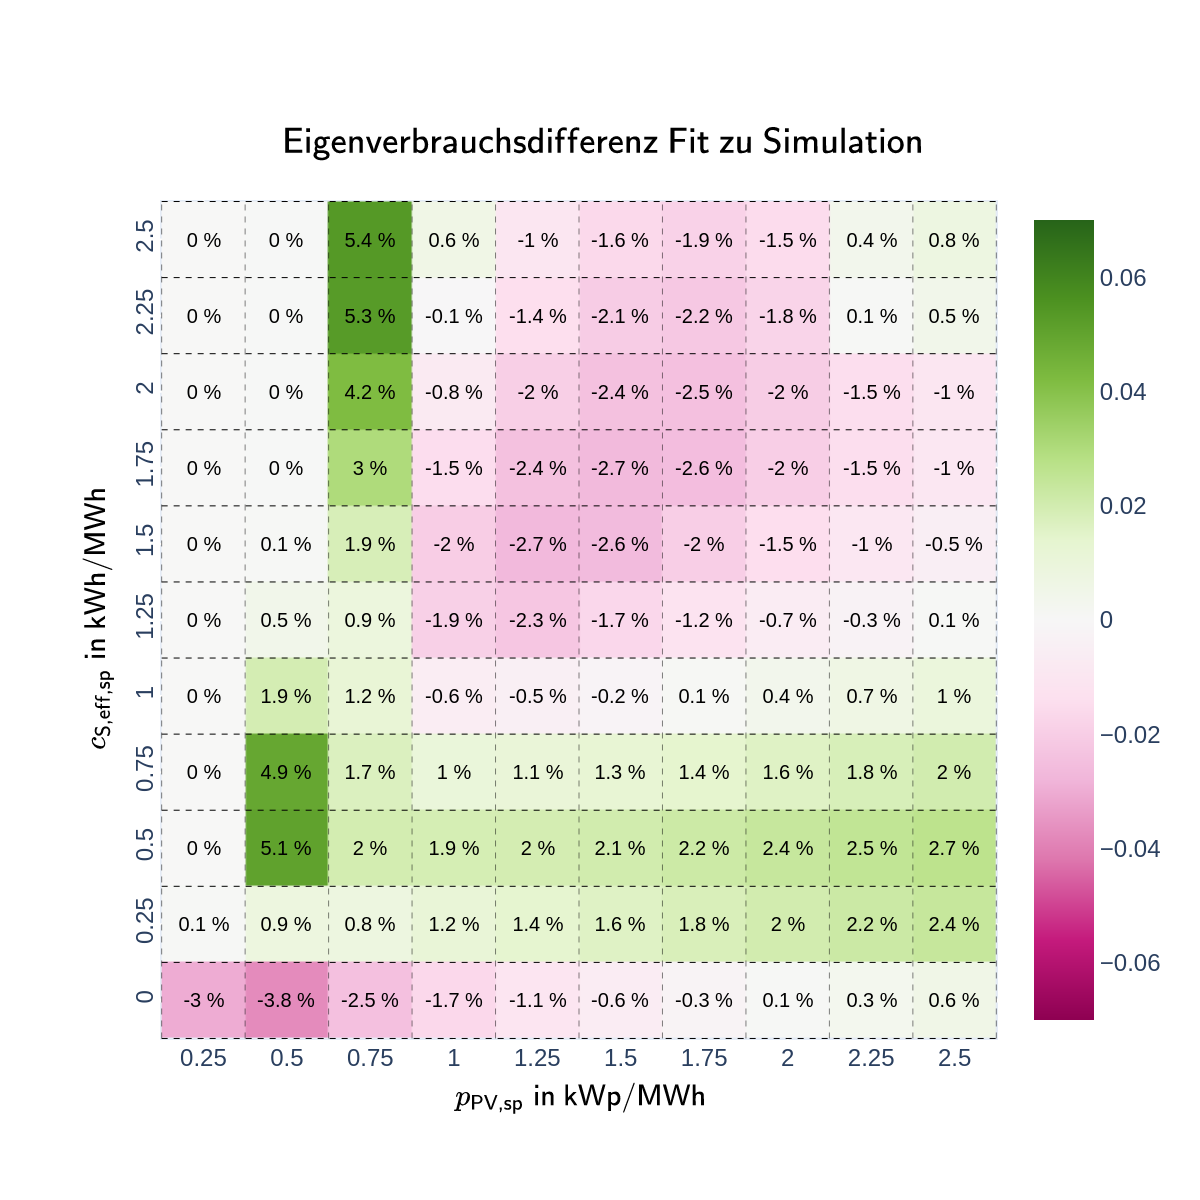 Eigenverbrauchsdifferenz Fit zu Simulation
2.5 0 % 0 % 5.4 % 0.6 % -1 % -1.6 % -1.9 % -1.5 % 0.4 % 0.8 %
2.25 0 % 0 % 5.3 % -0.1 % -1.4 % -2.1 % -2.2 % -1.8 % 0.1 % 0.5 %
2 0 % 0 % 4.2 % -0.8 % -2 % -2.4 % -2.5 % -2 % -1.5 % -1 %
1.75 0 % 0 % 3 % -1.5 % -2.4 % -2.7 % -2.6 % -2 % -1.5 % -1 %
1.5 0 % 0.1 % 1.9 % -2 % -2.7 % -2.6 % -2 % -1.5 % -1 % -0.5 %
1.25 0 % 0.5 % 0.9 % -1.9 % -2.3 % -1.7 % -1.2 % -0.7 % -0.3 % 0.1 %
1 0 % 1.9 % 1.2 % -0.6 % -0.5 % -0.2 % 0.1 % 0.4 % 0.7 % 1 %
0.75 0 % 4.9 % 1.7 % 1 % 1.1 % 1.3 % 1.4 % 1.6 % 1.8 % 2 %
0.5 0 % 5.1 % 2 % 1.9 % 2 % 2.1 % 2.2 % 2.4 % 2.5 % 2.7 %
0.25 0.1 % 0.9 % 0.8 % 1.2 % 1.4 % 1.6 % 1.8 % 2 % 2.2 % 2.4 %
0 -3 % -3.8 % -2.5 % -1.7 % -1.1 % -0.6 % -0.3 % 0.1 % 0.3 % 0.6 %
0.25 0.5 0.75 1 1.25 1.5 1.75 2 2.25 2.5
p_PV,sp in kWp/MWh
c_S,eff,sp in kWh/MWh
0.06
0.04
0.02
0
−0.02
−0.04
−0.06